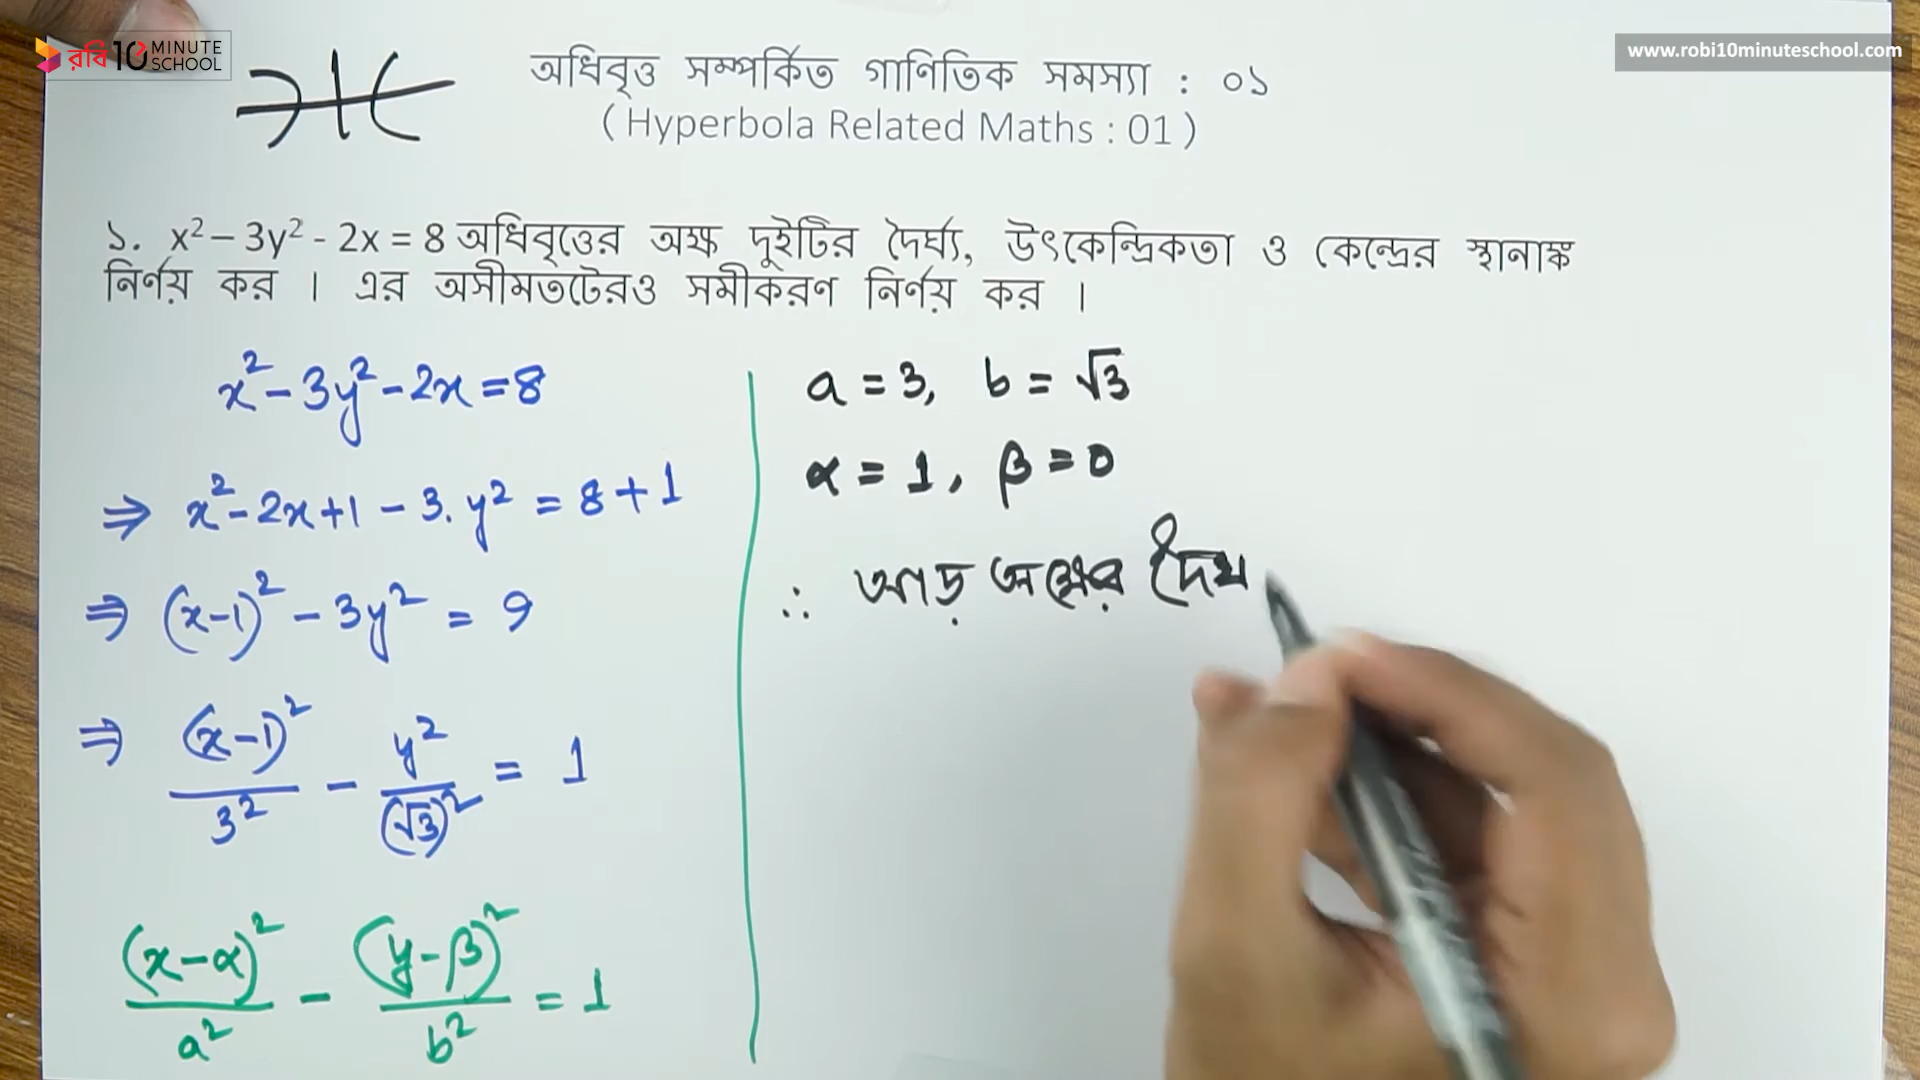 রবি 10 MINUTE SCHOOL
www.robi10minuteschool.com
অধিবৃত্ত সম্পর্কিত গাণিতিক সমস্যা : ০১
( Hyperbola Related Maths : 01 )
১. x² – 3y² - 2x = 8 অধিবৃত্তের অক্ষ দুইটির দৈর্ঘ্য, উৎকেন্দ্রিকতা ও কেন্দ্রের স্থানাঙ্ক
নির্ণয় কর । এর অসীমতটেরও সমীকরণ নির্ণয় কর ।
x² - 3y² - 2x = 8
⇒ x² - 2x + 1 - 3. y² = 8 + 1
⇒ (x-1)² - 3y² = 9
⇒ (x-1)²/3² - y²/(√3)² = 1
(x-α)²/a² - (y-β)²/b² = 1
a = 3, b = √3
α = 1, β = 0
∴ আড় অক্ষের দৈর্ঘ